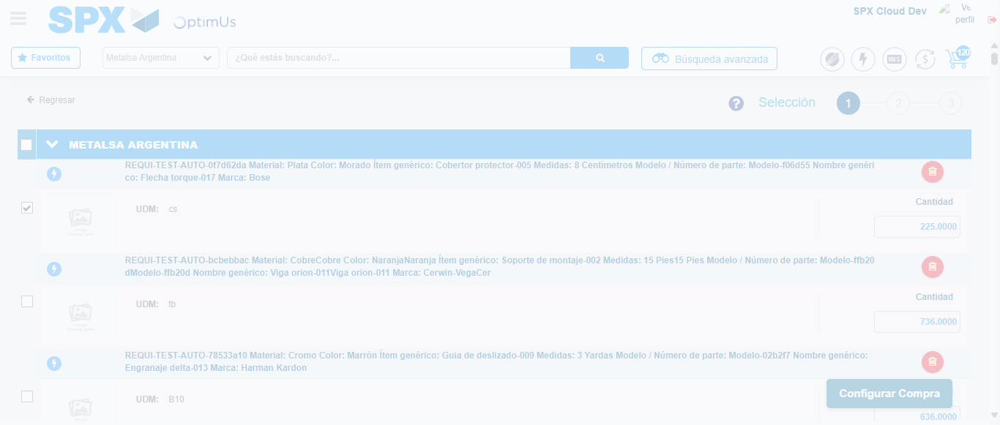 SPX
OptimUs
SPX Cloud Dev
Ve
perfil
Favoritos
Metalsa Argentina
¿Qué estás buscando?...
Búsqueda avanzada
120
Regresar
?
Selección
1
2
3
METALSA ARGENTINA
REQUI-TEST-AUTO-0f7d62da Material: Plata Color: Morado Ítem genérico: Cobertor protector-005 Medidas: 8 Centímetros Modelo / Número de parte: Modelo-f06d55 Nombre genéri
co: Flecha torque-017 Marca: Bose
UDM: cs
Cantidad
225.0000
REQUI-TEST-AUTO-bcbebbac Material: CobreCobre Color: NaranjaNaranja Ítem genérico: Soporte de montaje-002 Medidas: 15 Pies15 Pies Modelo / Número de parte: Modelo-ffb20
dModelo-ffb20d Nombre genérico: Viga orion-011Viga orion-011 Marca: Cerwin-VegaCer
UDM: tb
Cantidad
736.0000
REQUI-TEST-AUTO-78533a10 Material: Cromo Color: Marrón Ítem genérico: Guia de deslizado-009 Medidas: 3 Yardas Modelo / Número de parte: Modelo-02b2f7 Nombre genérico:
Engranaje delta-013 Marca: Harman Kardon
UDM: B10
Configurar Compra
636.0000